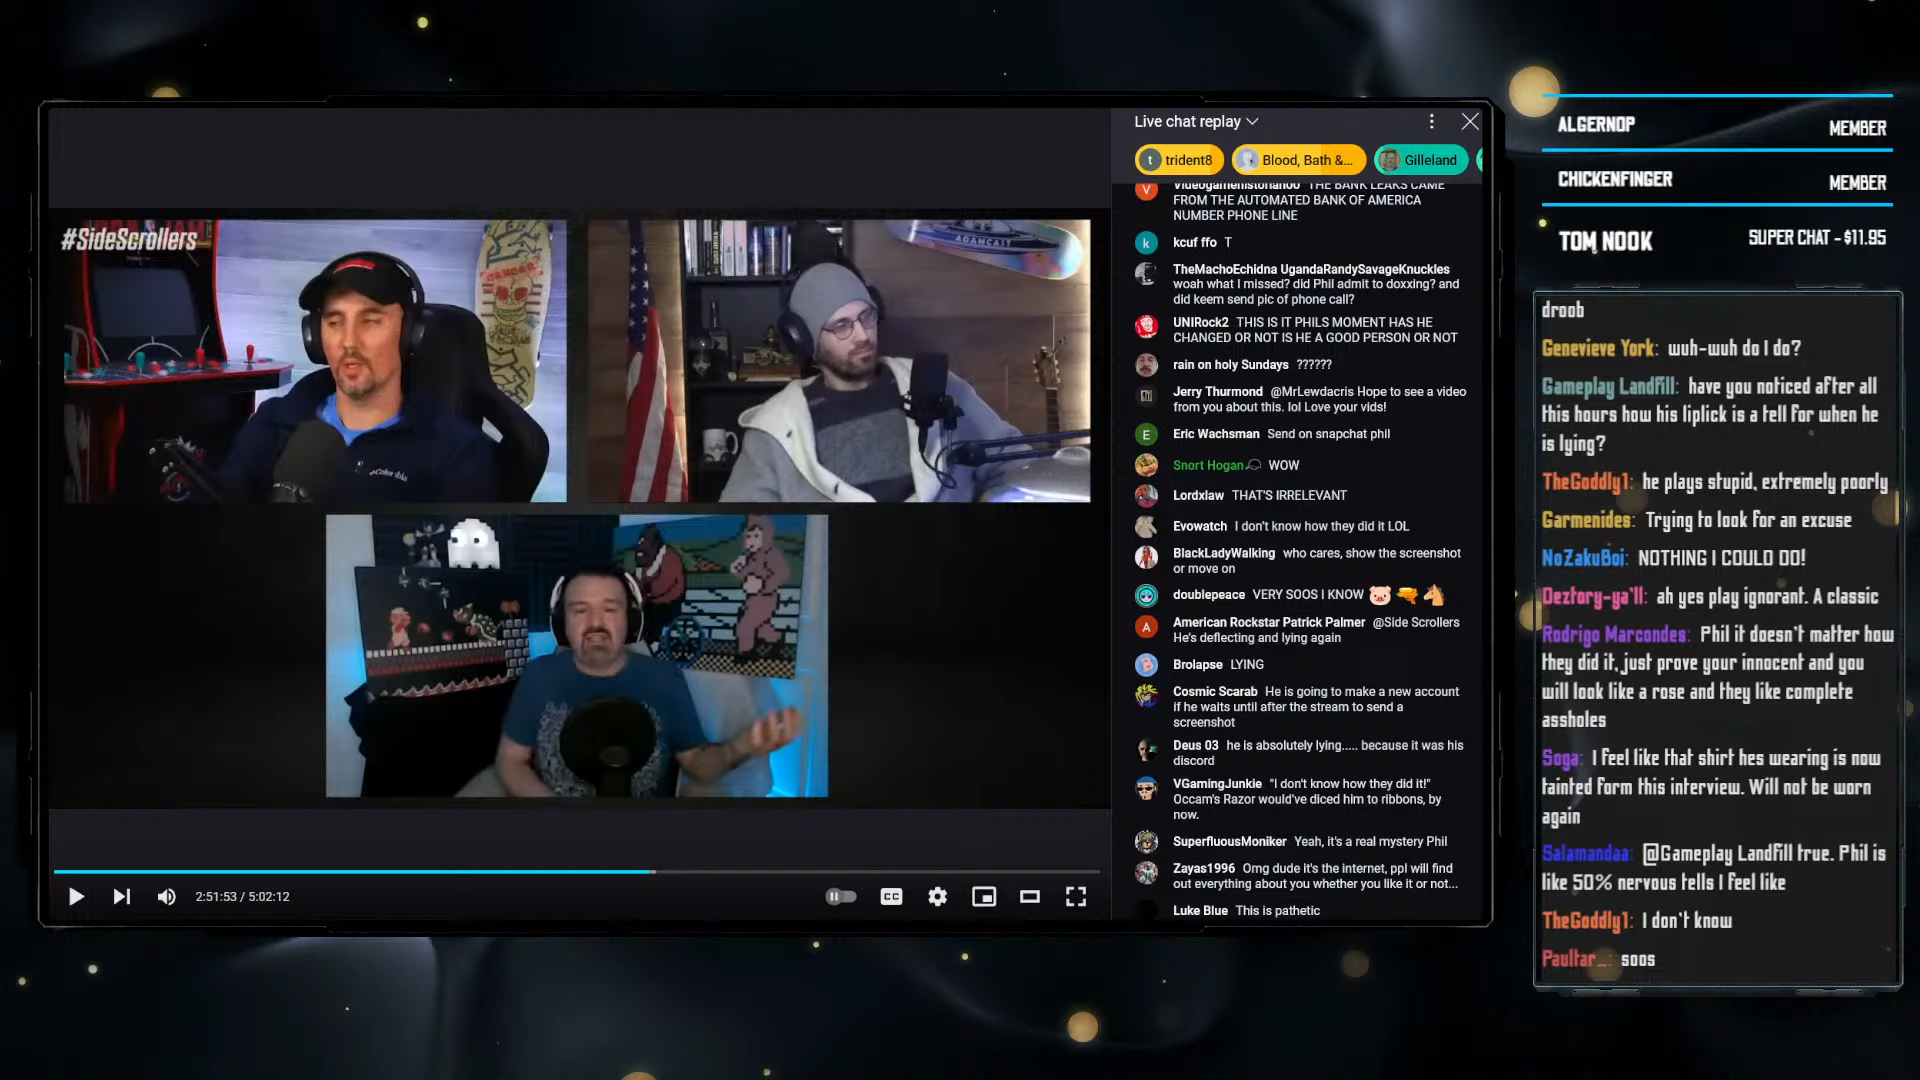 #SideScrollers
ADAMCAST
Columbia
2:51:53 / 5:02:12
CC
Live chat replay
t trident8
Blood, Bath &...
Gilleland
V Videogamehistorian00 THE BANK LEAKS CAME
FROM THE AUTOMATED BANK OF AMERICA
NUMBER PHONE LINE
k kcuf ffo T
TheMachoEchidna UgandaRandySavageKnuckles
woah what I missed? did Phil admit to doxxing? and
did keem send pic of phone call?
UNIRock2 THIS IS IT PHILS MOMENT HAS HE
CHANGED OR NOT IS HE A GOOD PERSON OR NOT
rain on holy Sundays ??????
Jerry Thurmond @MrLewdacris Hope to see a video
from you about this. lol Love your vids!
E Eric Wachsman Send on snapchat phil
Snort Hogan WOW
Lordxlaw THAT'S IRRELEVANT
Evowatch I don't know how they did it LOL
BlackLadyWalking who cares, show the screenshot
or move on
doublepeace VERY SOOS I KNOW 🐷🔫🐴
A American Rockstar Patrick Palmer @Side Scrollers
He's deflecting and lying again
Brolapse LYING
Cosmic Scarab He is going to make a new account
if he waits until after the stream to send a
screenshot
Deus 03 he is absolutely lying..... because it was his
discord
VGamingJunkie "I don't know how they did it!"
Occam's Razor would've diced him to ribbons, by
now.
SuperfluousMoniker Yeah, it's a real mystery Phil
Zayas1996 Omg dude it's the internet, ppl will find
out everything about you whether you like it or not...
Luke Blue This is pathetic
ALGERNOP MEMBER
CHICKENFINGER MEMBER
TOM NOOK SUPER CHAT - $11.95
droob
Genevieve York: wuh-wuh do I do?
Gameplay Landfill: have you noticed after all
this hours how his liplick is a tell for when he
is lying?
TheGoddly1: he plays stupid, extremely poorly
Garmenides: Trying to look for an excuse
NoZakuBoi: NOTHING I COULD DO!
Deztory-ya'll: ah yes play ignorant. A classic
Rodrigo Marcondes: Phil it doesn't matter how
they did it, just prove your innocent and you
will look like a rose and they like complete
assholes
Soga: I feel like that shirt hes wearing is now
tainted form this interview. Will not be worn
again
Salamandaa: @Gameplay Landfill true. Phil is
like 50% nervous tells I feel like
TheGoddly1: I don't know
Paultar_: soos